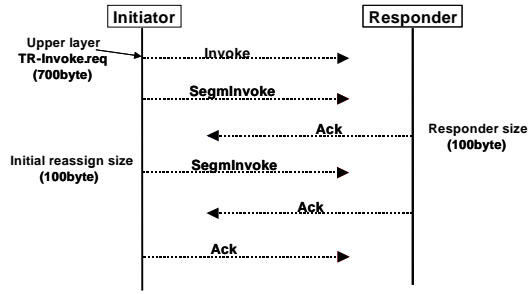 Initiator
Responder
Upper layer
TR-Invoke.req
(700byte)
Invoke
SegmInvoke
Ack
Responder size
(100byte)
Initial reassign size
(100byte)
SegmInvoke
Ack
Ack